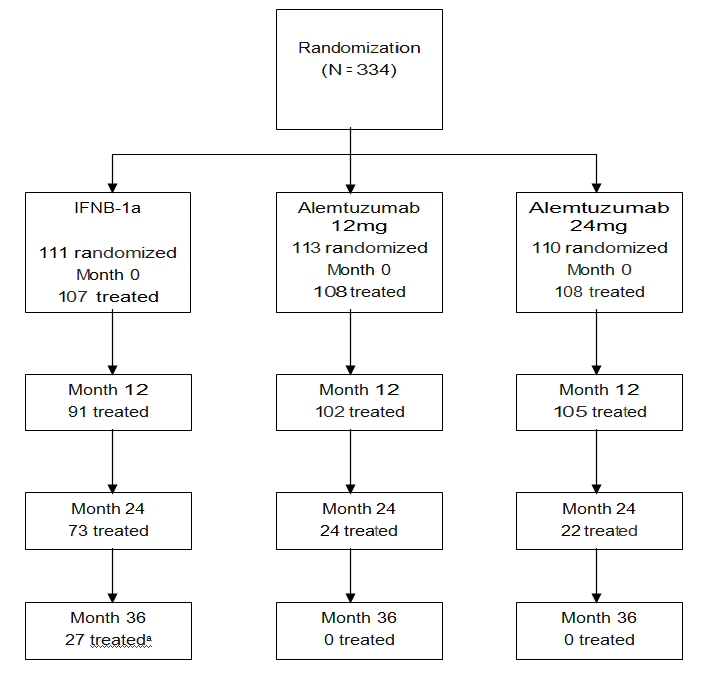 Randomization
(N = 334)
IFNB-1a
111 randomized
Month 0
107 treated
Alemtuzumab
12mg
113 randomized
Month 0
108 treated
Alemtuzumab
24mg
110 randomized
Month 0
108 treated
Month 12
91 treated
Month 12
102 treated
Month 12
105 treated
Month 24
73 treated
Month 24
24 treated
Month 24
22 treated
Month 36
27 treatedᵃ
Month 36
0 treated
Month 36
0 treated